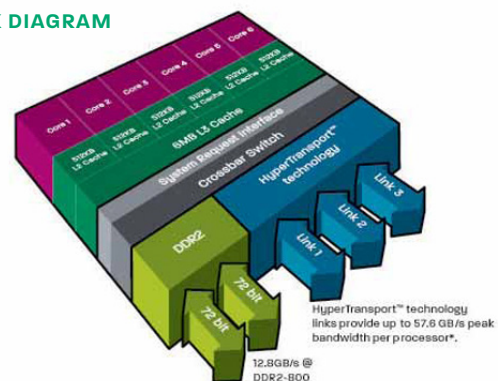 DIAGRAM
Core 1
Core 2
Core 3
Core 4
Core 5
Core 6
512KB
L2 Cache
512KB
L2 Cache
512KB
L2 Cache
512KB
L2 Cache
512KB
L2 Cache
512KB
L2 Cache
6MB L3 Cache
System Request Interface
Crossbar Switch
DDR2
HyperTransport™
technology
Link 1
Link 2
Link 3
72 bit
72 bit
HyperTransport™ technology
links provide up to 57.6 GB/s peak
bandwidth per processor*.
12.8GB/s @
DDR2-800